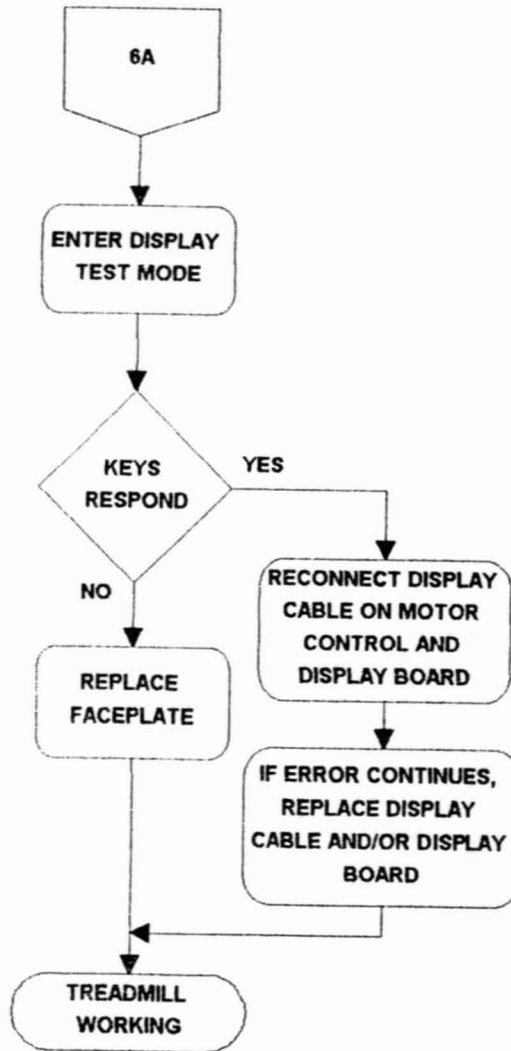 6A
ENTER DISPLAY
TEST MODE
KEYS
RESPOND
YES
NO
RECONNECT DISPLAY
CABLE ON MOTOR
CONTROL AND
DISPLAY BOARD
REPLACE
FACEPLATE
IF ERROR CONTINUES,
REPLACE DISPLAY
CABLE AND/OR DISPLAY
BOARD
TREADMILL
WORKING